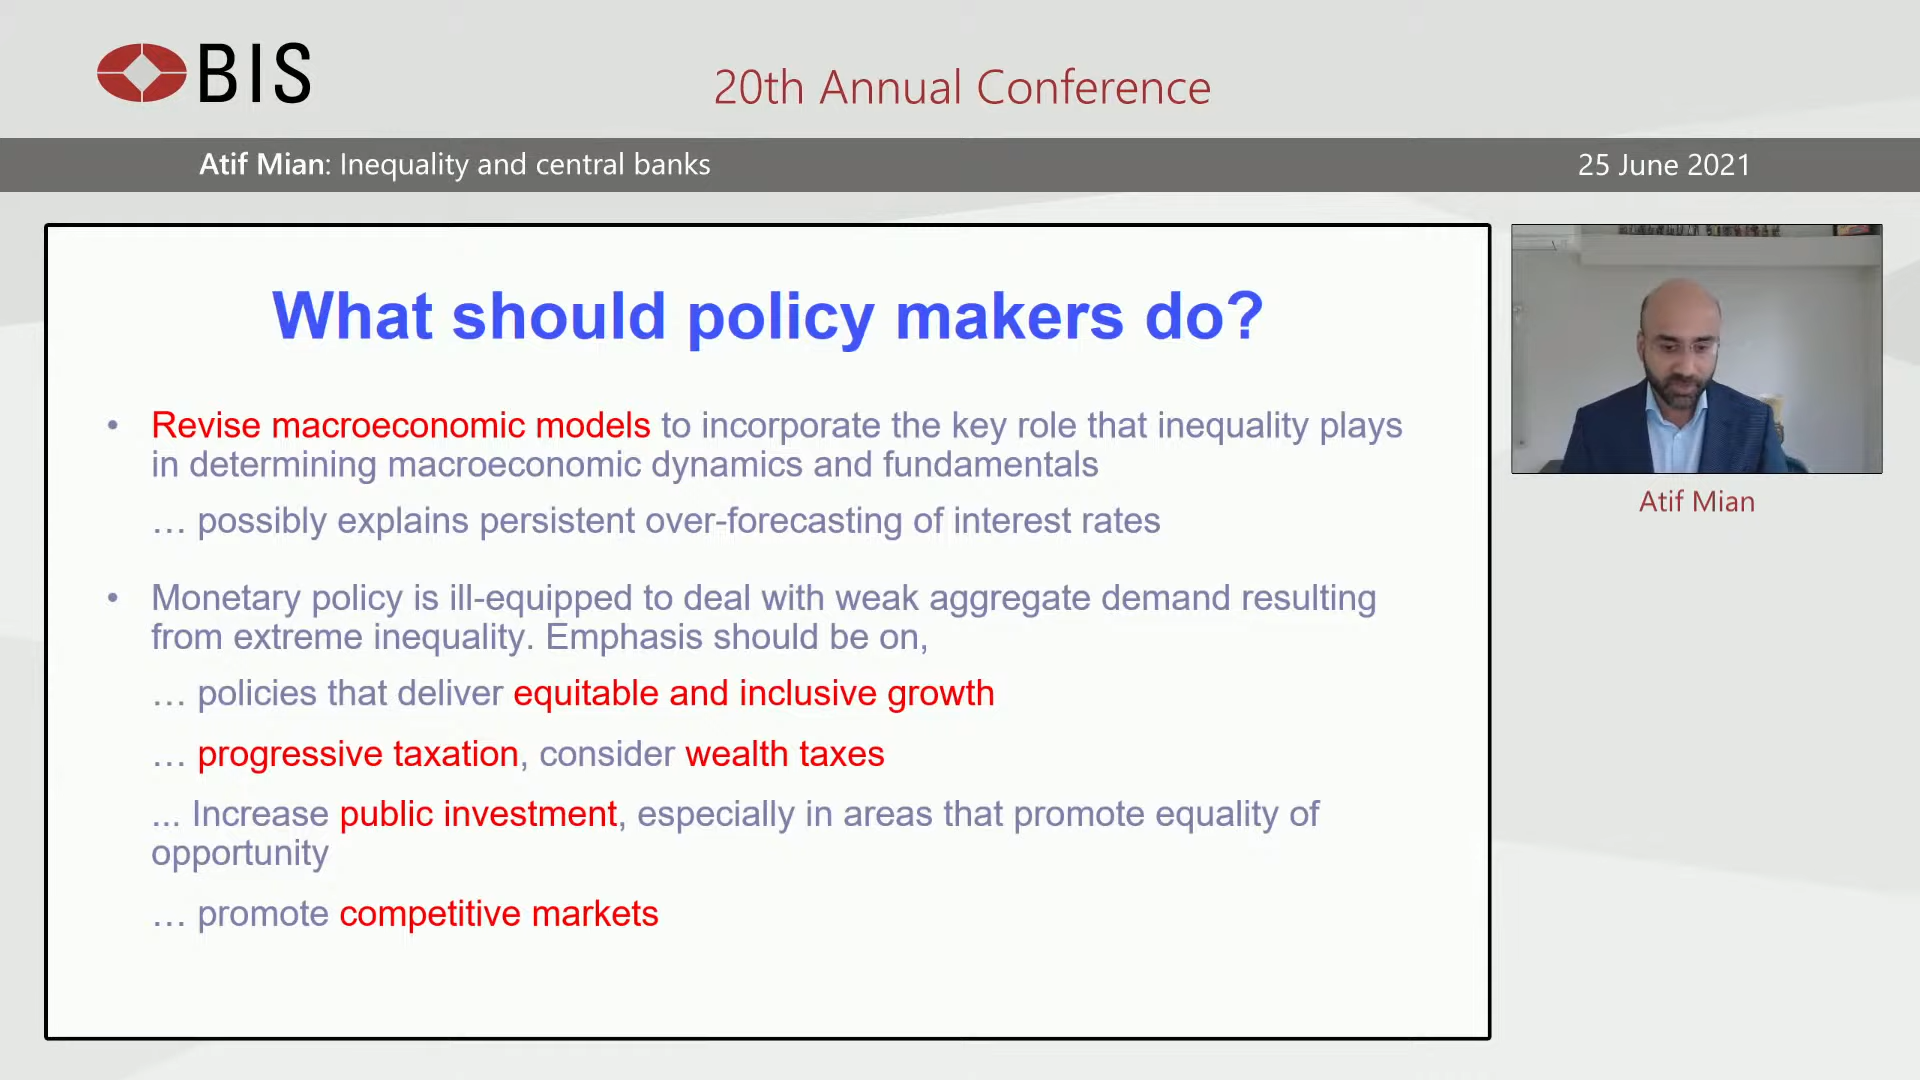 BIS
20th Annual Conference
Atif Mian: Inequality and central banks
25 June 2021
What should policy makers do?
• Revise macroeconomic models to incorporate the key role that inequality plays
in determining macroeconomic dynamics and fundamentals
… possibly explains persistent over-forecasting of interest rates
• Monetary policy is ill-equipped to deal with weak aggregate demand resulting
from extreme inequality. Emphasis should be on,
… policies that deliver equitable and inclusive growth
… progressive taxation, consider wealth taxes
... Increase public investment, especially in areas that promote equality of
opportunity
… promote competitive markets
Atif Mian